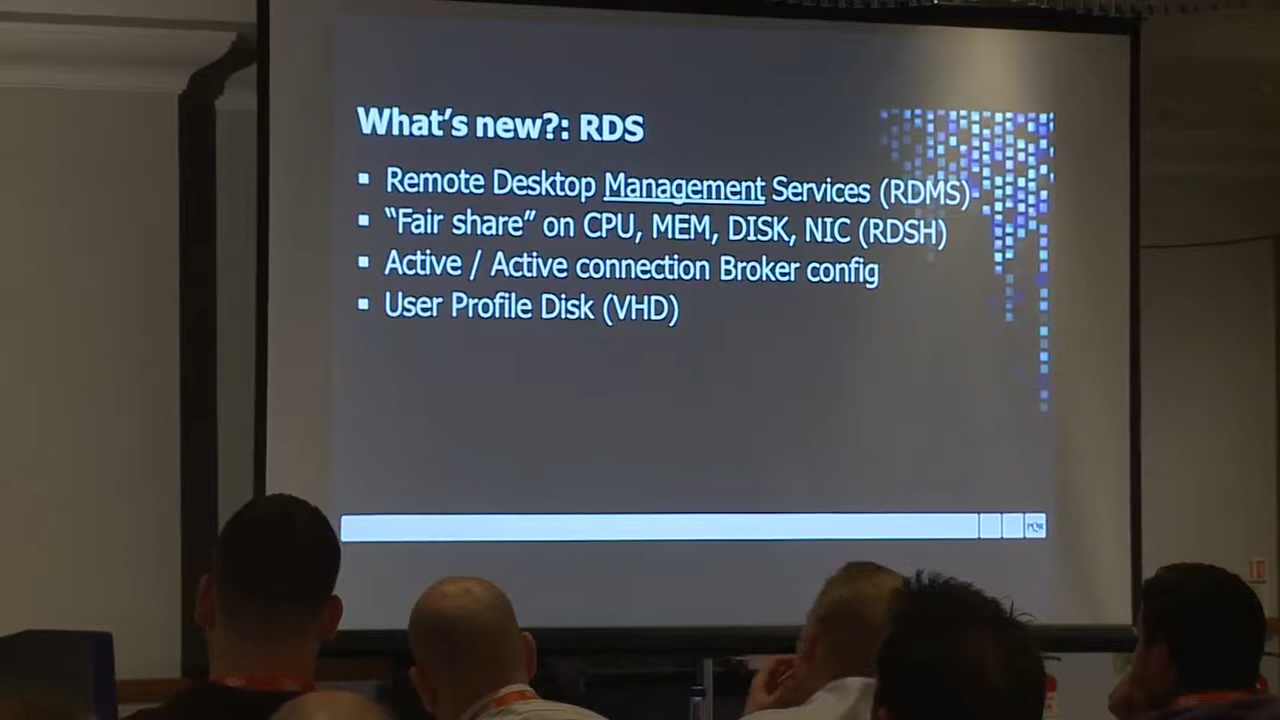 What's new?: RDS
▪ Remote Desktop Management Services (RDMS)
▪ “Fair share” on CPU, MEM, DISK, NIC (RDSH)
▪ Active / Active connection Broker config
▪ User Profile Disk (VHD)
PQR